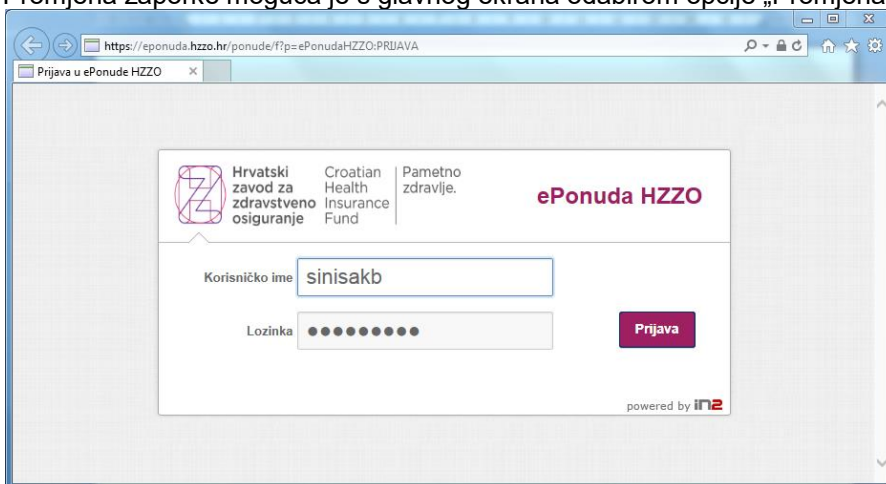 Promjena zaporke moguća je s glavnog ekrana odabirom opcije „Promjena
https://eponuda.hzzo.hr/ponude/f?p=ePonudaHZZO:PRIJAVA
Prijava u ePonude HZZO
Hrvatski zavod za zdravstveno osiguranje
Croatian Health Insurance Fund
Pametno zdravlje.
ePonuda HZZO
Korisničko ime sinisakb
Lozinka ●●●●●●●●●
Prijava
powered by in2